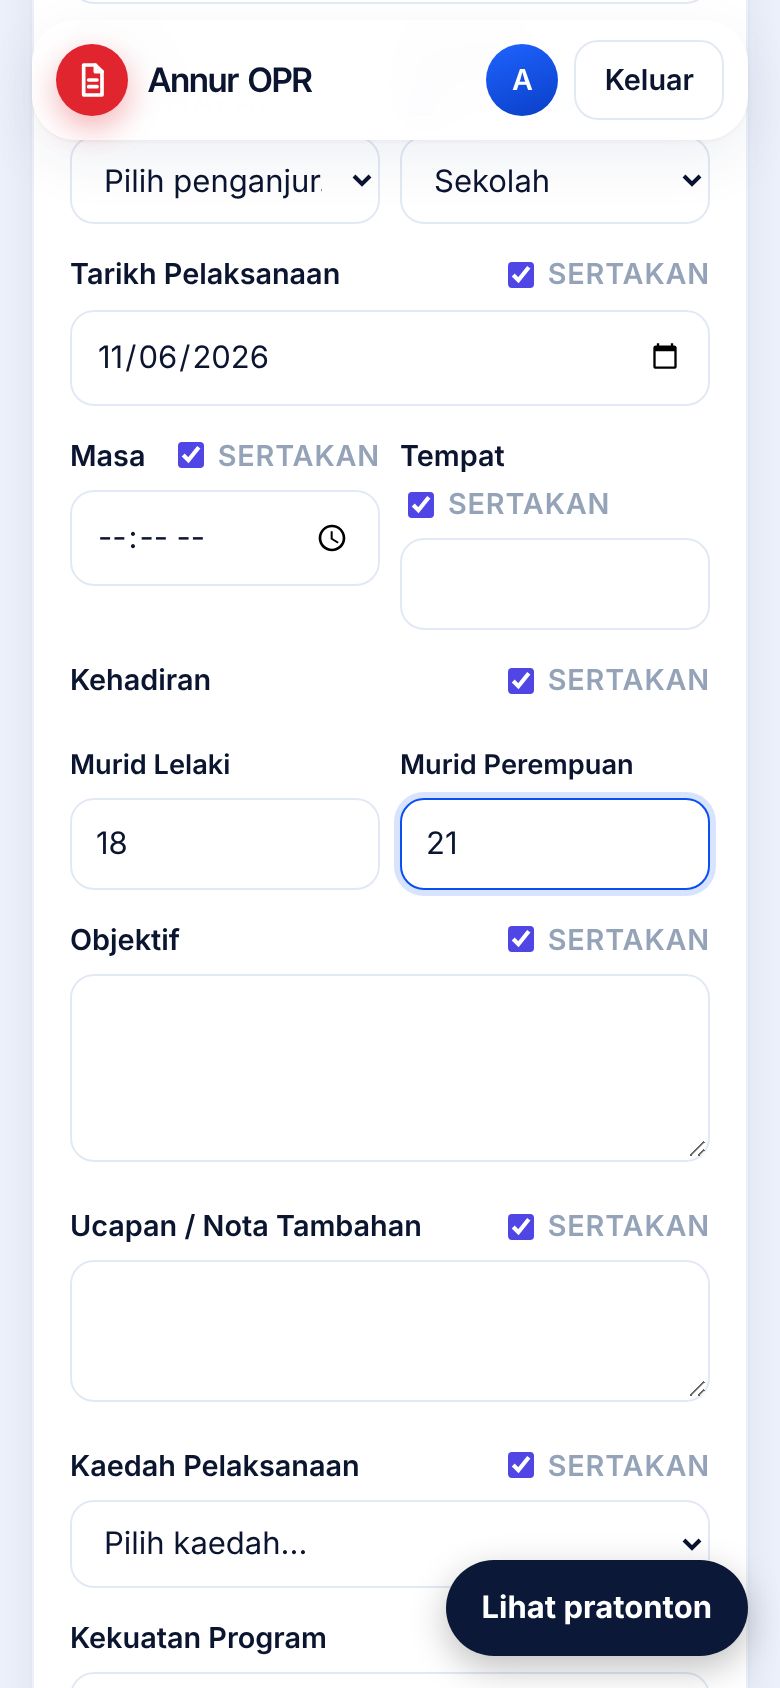 Annur OPR
A
Keluar
Pilih penganjur.
Sekolah
Tarikh Pelaksanaan
SERTAKAN
11/06/2026
Masa
SERTAKAN
Tempat
SERTAKAN
--:-- --
Kehadiran
SERTAKAN
Murid Lelaki
Murid Perempuan
18
21
Objektif
SERTAKAN
Ucapan / Nota Tambahan
SERTAKAN
Kaedah Pelaksanaan
SERTAKAN
Pilih kaedah...
Lihat pratonton
Kekuatan Program